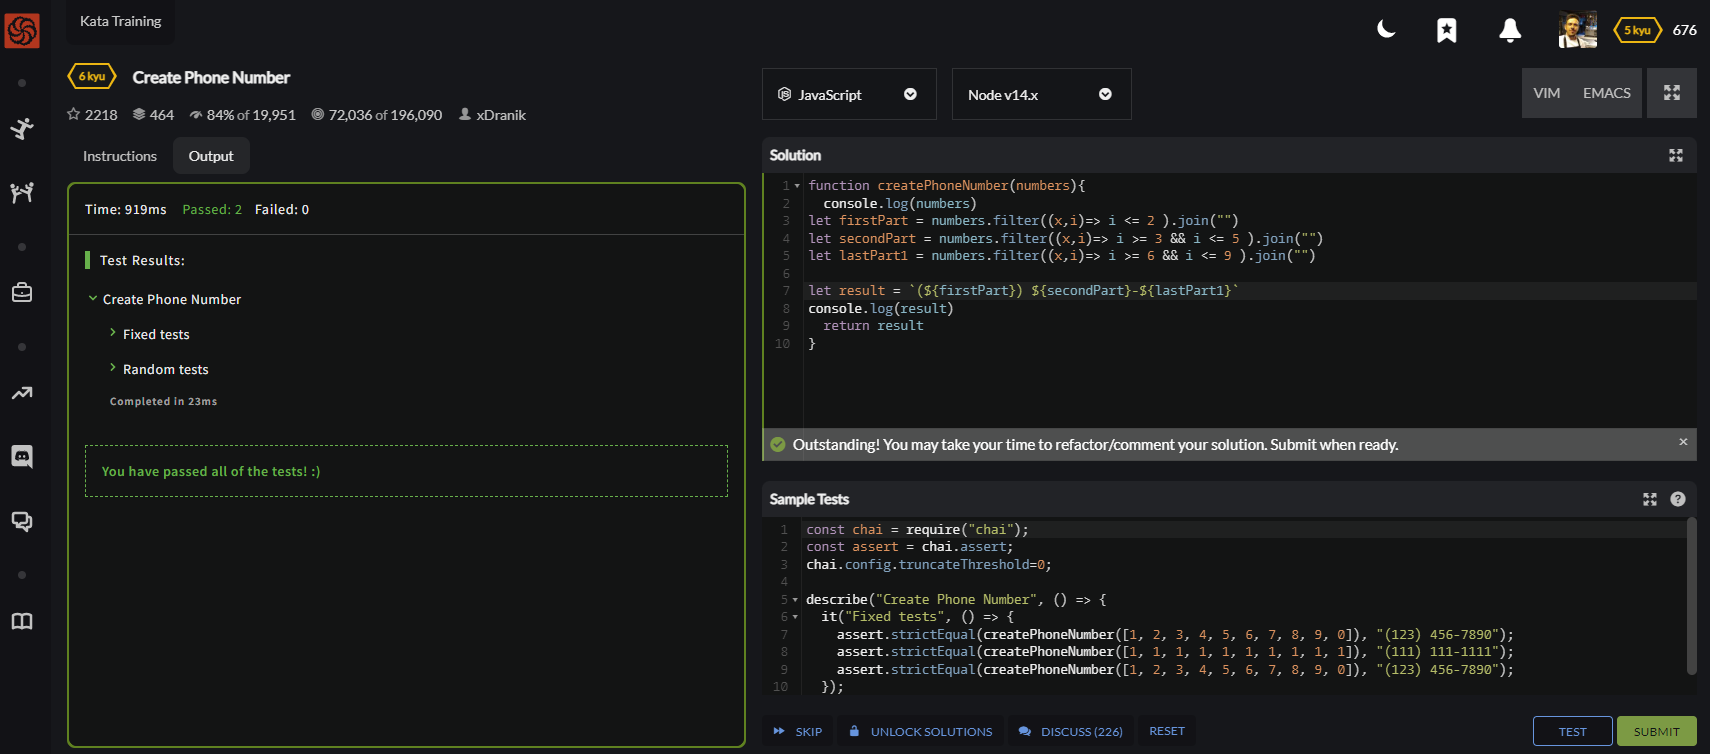 Kata Training
5 kyu 676
6 kyu Create Phone Number
2218 464 84% of 19,951 72,036 of 196,090 xDranik
Instructions Output
Time: 919ms Passed: 2 Failed: 0
Test Results:
Create Phone Number
Fixed tests
Random tests
Completed in 23ms
You have passed all of the tests! :)
JavaScript Node v14.x VIM EMACS
Solution
1 function createPhoneNumber(numbers){
2   console.log(numbers)
3 let firstPart = numbers.filter((x,i)=> i <= 2 ).join("")
4 let secondPart = numbers.filter((x,i)=> i >= 3 && i <= 5 ).join("")
5 let lastPart1 = numbers.filter((x,i)=> i >= 6 && i <= 9 ).join("")
6
7 let result = `(${firstPart}) ${secondPart}-${lastPart1}`
8 console.log(result)
9   return result
10 }
Outstanding! You may take your time to refactor/comment your solution. Submit when ready. ×
Sample Tests ?
1 const chai = require("chai");
2 const assert = chai.assert;
3 chai.config.truncateThreshold=0;
4
5 describe("Create Phone Number", () => {
6   it("Fixed tests", () => {
7     assert.strictEqual(createPhoneNumber([1, 2, 3, 4, 5, 6, 7, 8, 9, 0]), "(123) 456-7890");
8     assert.strictEqual(createPhoneNumber([1, 1, 1, 1, 1, 1, 1, 1, 1, 1]), "(111) 111-1111");
9     assert.strictEqual(createPhoneNumber([1, 2, 3, 4, 5, 6, 7, 8, 9, 0]), "(123) 456-7890");
10   });
SKIP UNLOCK SOLUTIONS DISCUSS (226) RESET TEST SUBMIT